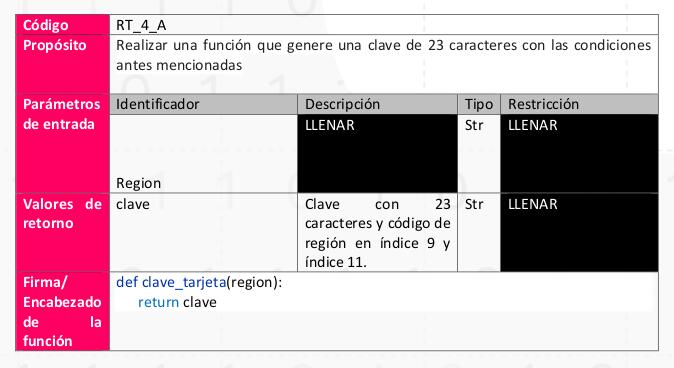 Código RT_4_A
Propósito Realizar una función que genere una clave de 23 caracteres con las condiciones
antes mencionadas
Parámetros Identificador Descripción Tipo Restricción
de entrada LLENAR Str LLENAR
Region
Valores de clave Clave con 23 Str LLENAR
retorno caracteres y código de
región en índice 9 y
índice 11.
Firma/ def clave_tarjeta(region):
Encabezado return clave
de la
función